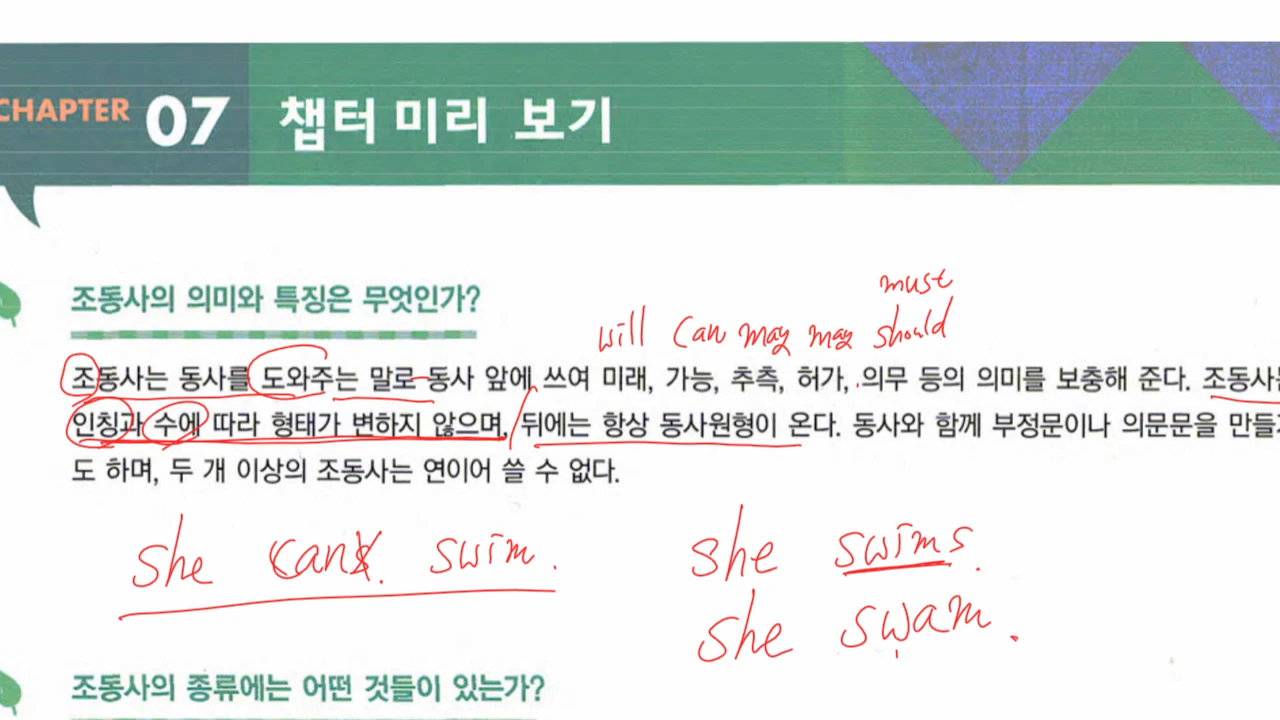 CHAPTER 07 챕터 미리 보기
조동사의 의미와 특징은 무엇인가?
must
will can may may should
조동사는 동사를 도와주는 말로 동사 앞에 쓰여 미래, 가능, 추측, 허가, 의무 등의 의미를 보충해 준다. 조동사
인칭과 수에 따라 형태가 변하지 않으며, 뒤에는 항상 동사원형이 온다. 동사와 함께 부정문이나 의문문을 만들
도 하며, 두 개 이상의 조동사는 연이어 쓸 수 없다.
she can swim.
she swims.
she swam.
조동사의 종류에는 어떤 것들이 있는가?